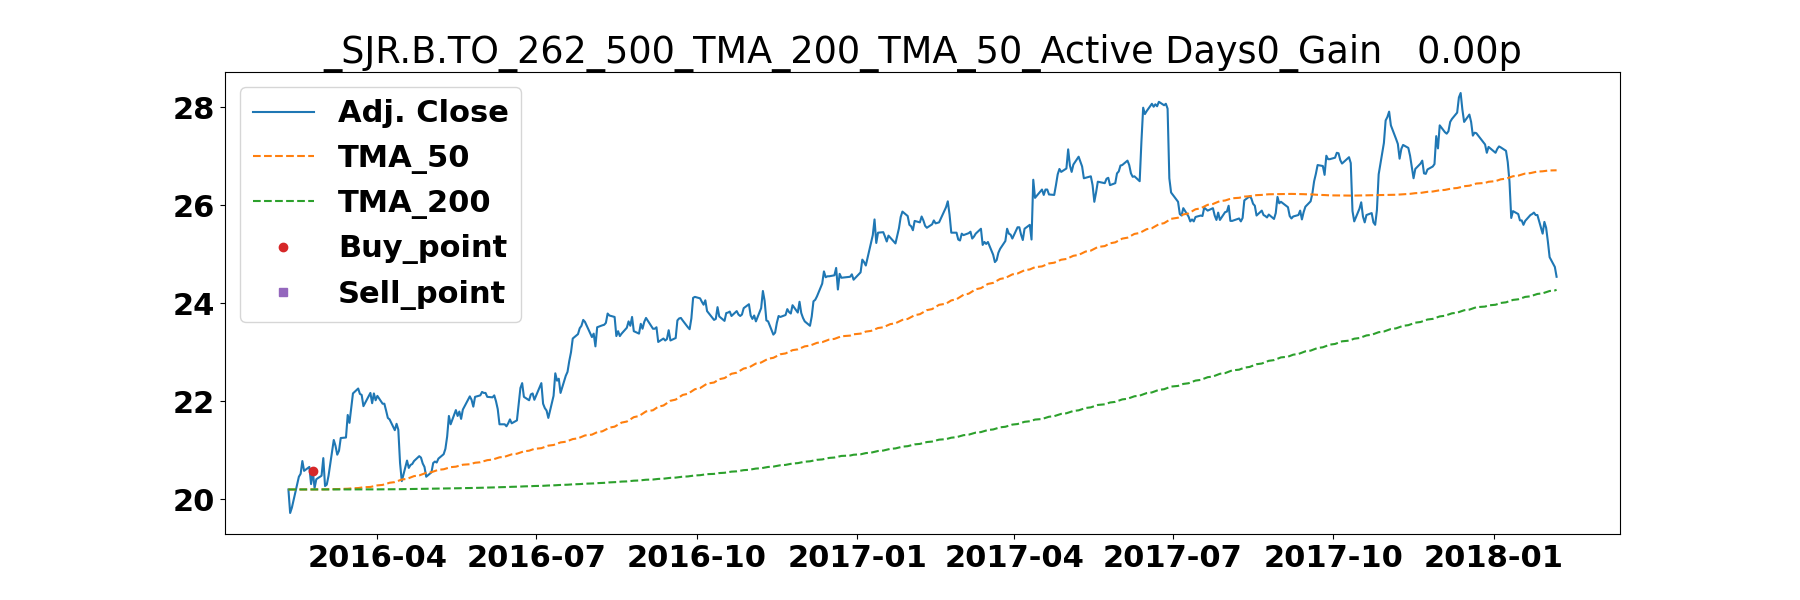 _SJR.B.TO_262_500_TMA_200_TMA_50_Active Days0_Gain   0.00p
28
26
24
22
20
Adj. Close
TMA_50
TMA_200
Buy_point
Sell_point
2016-04 2016-07 2016-10 2017-01 2017-04 2017-07 2017-10 2018-01